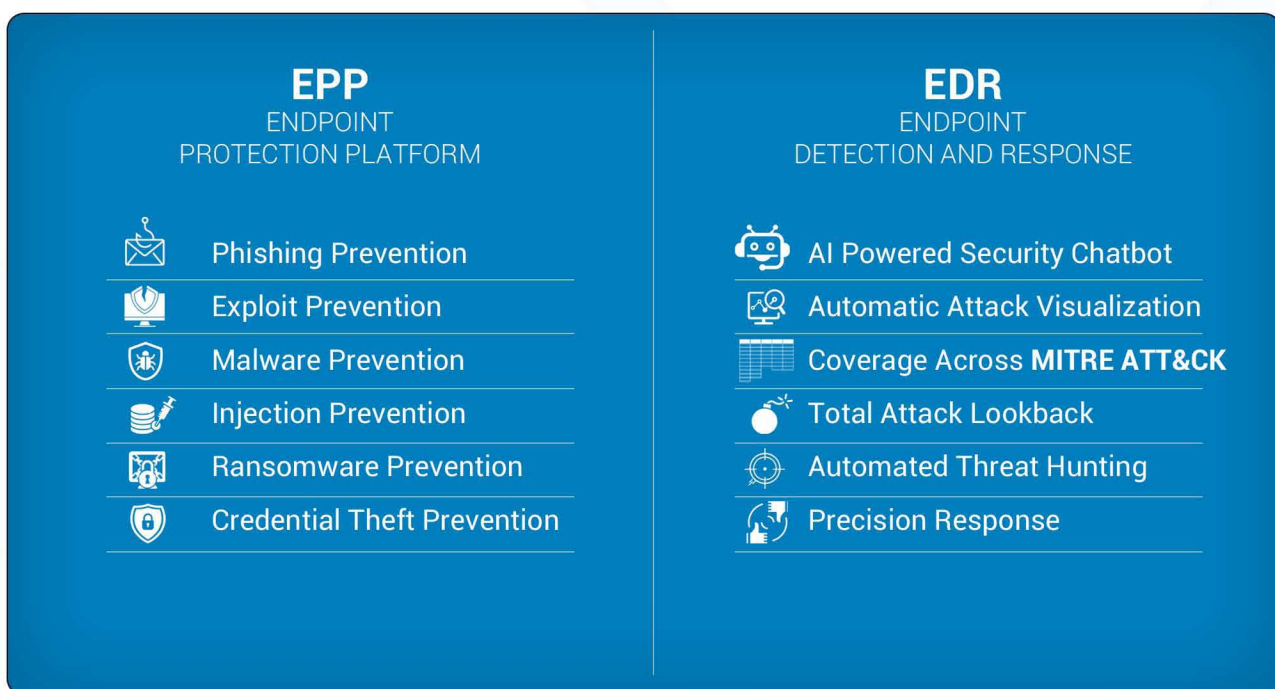 EPP
ENDPOINT
PROTECTION PLATFORM
Phishing Prevention
Exploit Prevention
Malware Prevention
Injection Prevention
Ransomware Prevention
Credential Theft Prevention
EDR
ENDPOINT
DETECTION AND RESPONSE
AI Powered Security Chatbot
Automatic Attack Visualization
Coverage Across MITRE ATT&CK
Total Attack Lookback
Automated Threat Hunting
Precision Response